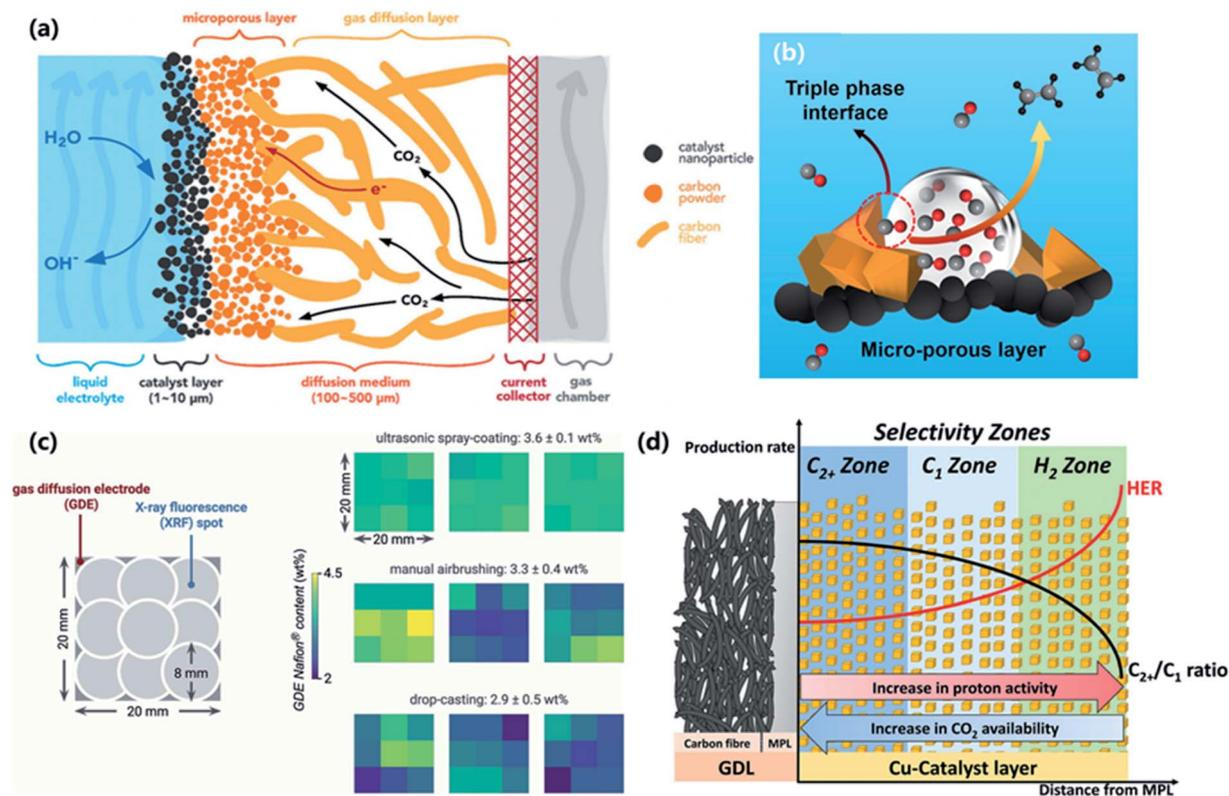 (a)
microporous layer
gas diffusion layer
H₂O
OH⁻
CO₂
e⁻
CO₂
liquid
electrolyte
catalyst layer
(1~10 μm)
diffusion medium
(100~500 μm)
current
collector
gas
chamber
catalyst
nanoparticle
carbon
powder
carbon
fiber
(b)
Triple phase
interface
Micro-porous layer
(c)
gas diffusion electrode
(GDE)
X-ray fluorescence
(XRF) spot
20 mm
8 mm
20 mm
ultrasonic spray-coating: 3.6 ± 0.1 wt%
20 mm
20 mm
manual airbrushing: 3.3 ± 0.4 wt%
GDE Nafion® content (wt%)
4.5
2
drop-casting: 2.9 ± 0.5 wt%
(d)
Production rate
Selectivity Zones
C₂₊ Zone
C₁ Zone
H₂ Zone
HER
C₂₊/C₁ ratio
Increase in proton activity
Increase in CO₂ availability
Carbon fibre
MPL
GDL
Cu-Catalyst layer
Distance from MPL